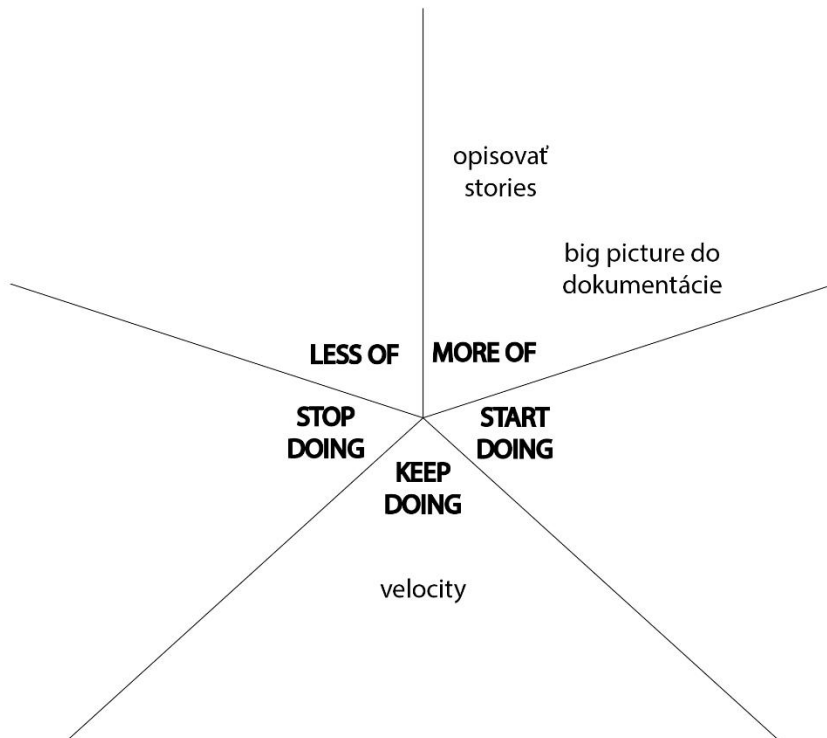 opisovať
stories
big picture do
dokumentácie
LESS OF
MORE OF
STOP
DOING
START
DOING
KEEP
DOING
velocity